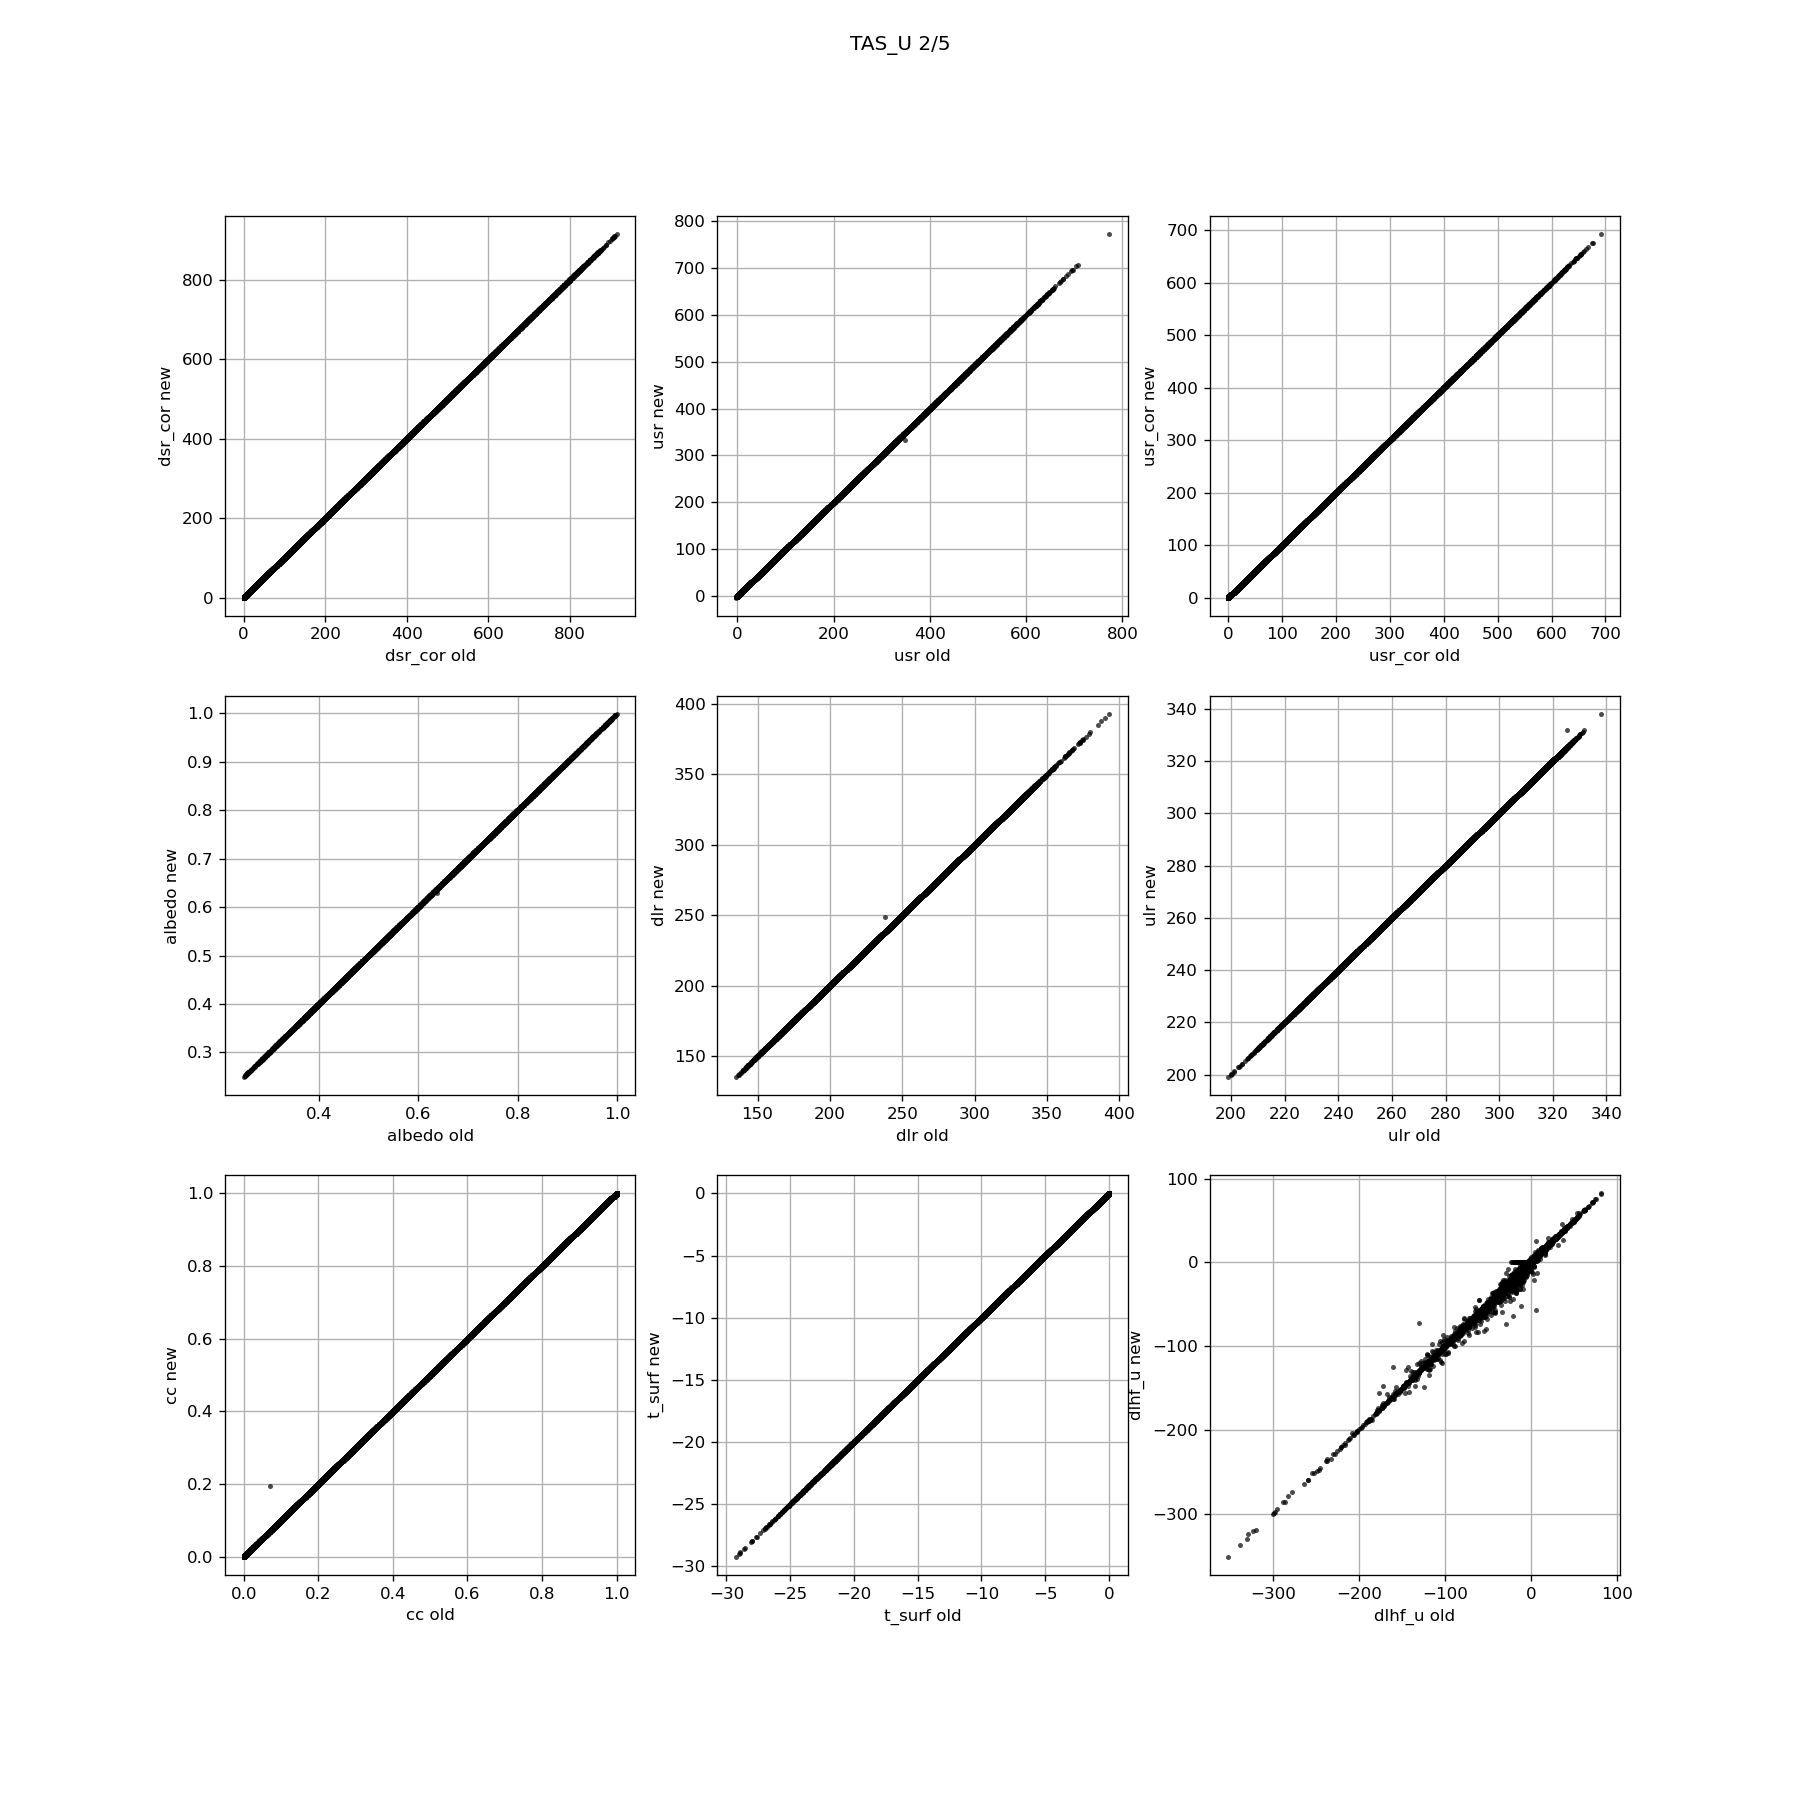 TAS_U 2/5
800
600
400
200
0
dsr_cor new
0 200 400 600 800
dsr_cor old
800
700
600
500
400
300
200
100
0
usr new
0 200 400 600 800
usr old
700
600
500
400
300
200
100
0
usr_cor new
0 100 200 300 400 500 600 700
usr_cor old
1.0
0.9
0.8
0.7
0.6
0.5
0.4
0.3
albedo new
0.4 0.6 0.8 1.0
albedo old
400
350
300
250
200
150
dlr new
150 200 250 300 350 400
dlr old
340
320
300
280
260
240
220
200
ulr new
200 220 240 260 280 300 320 340
ulr old
1.0
0.8
0.6
0.4
0.2
0.0
cc new
0.0 0.2 0.4 0.6 0.8 1.0
cc old
0
−5
−10
−15
−20
−25
−30
t_surf new
−30 −25 −20 −15 −10 −5 0
t_surf old
100
0
−100
−200
−300
dlhf_u new
−300 −200 −100 0 100
dlhf_u old